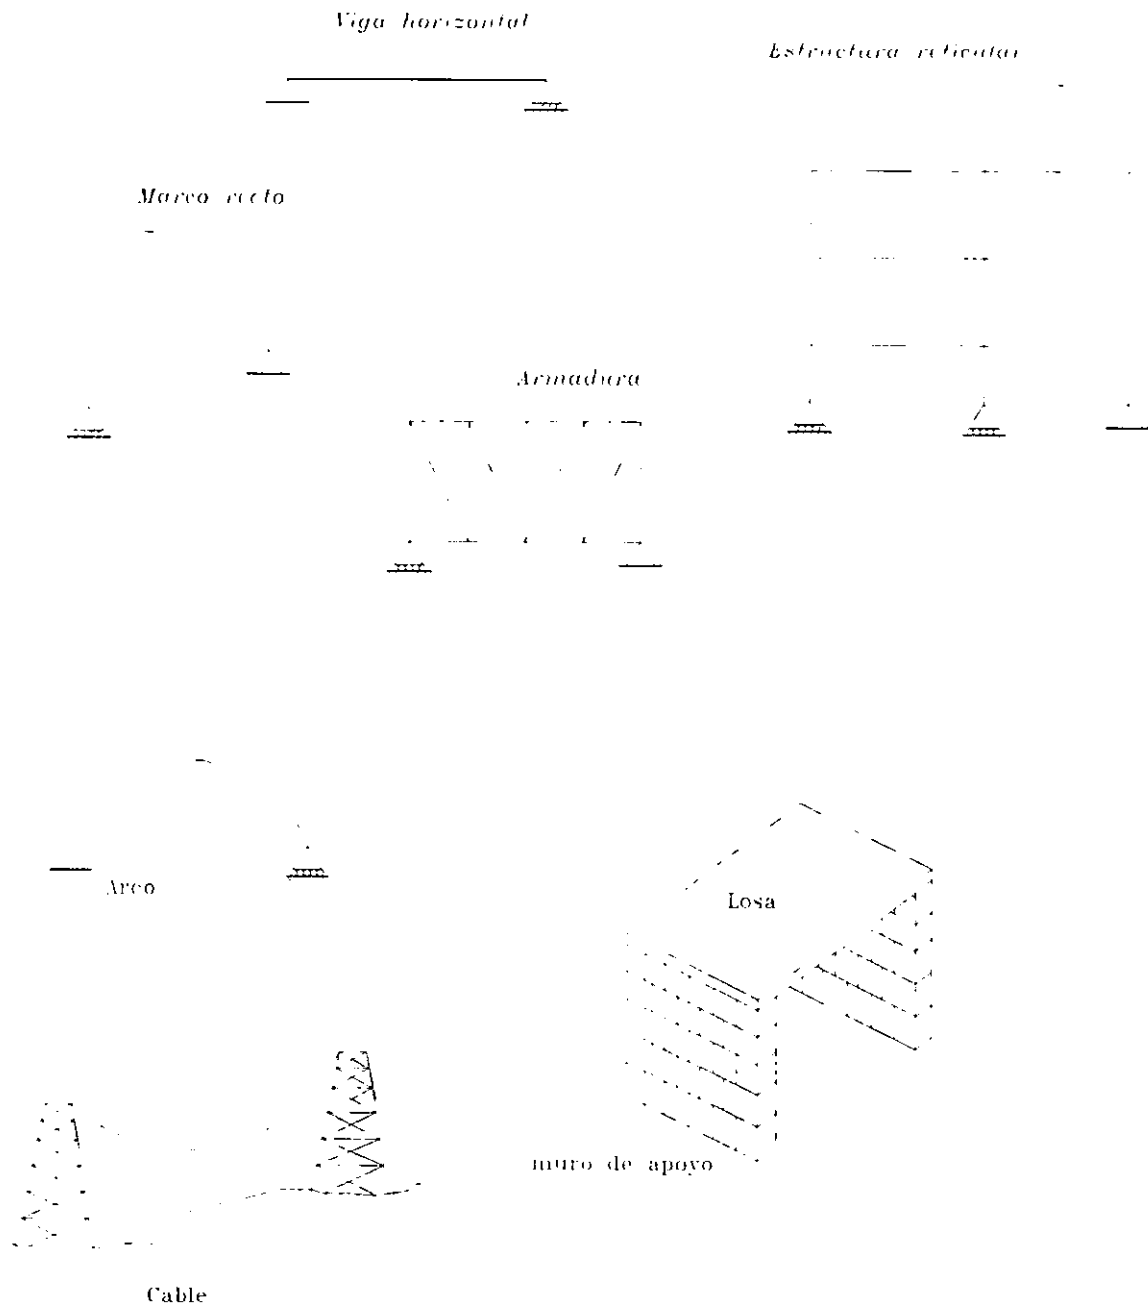 Viga horizontal
Estructura reticular
Marco recto
Armadura
Arco
Losa
muro de apoyo
Cable